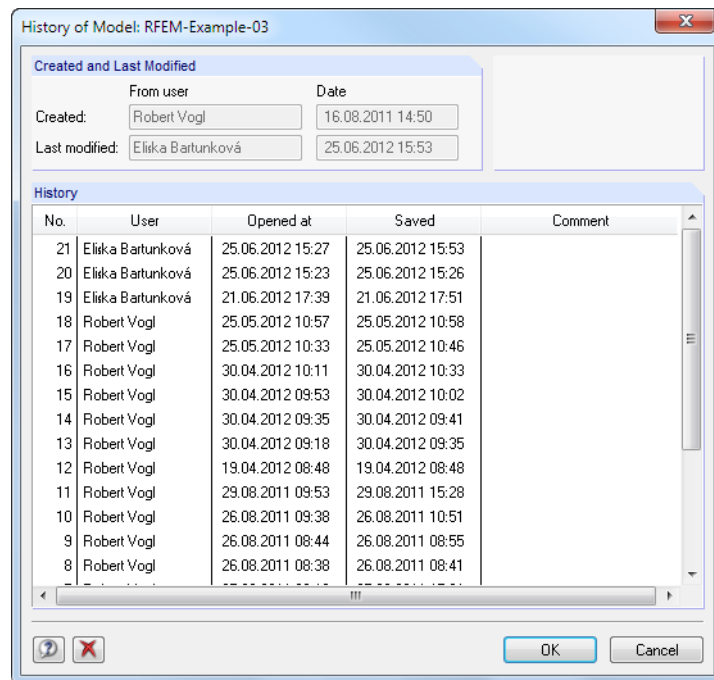 History of Model: RFEM-Example-03
Created and Last Modified
From user Date
Created: Robert Vogl 16.08.2011 14:50
Last modified: Eliska Bartunková 25.06.2012 15:53
History
No. User Opened at Saved Comment
21 Eliska Bartunková 25.06.2012 15:27 25.06.2012 15:53
20 Eliska Bartunková 25.06.2012 15:23 25.06.2012 15:26
19 Eliska Bartunková 21.06.2012 17:39 21.06.2012 17:51
18 Robert Vogl 25.05.2012 10:57 25.05.2012 10:58
17 Robert Vogl 25.05.2012 10:33 25.05.2012 10:46
16 Robert Vogl 30.04.2012 10:11 30.04.2012 10:33
15 Robert Vogl 30.04.2012 09:53 30.04.2012 10:02
14 Robert Vogl 30.04.2012 09:35 30.04.2012 09:41
13 Robert Vogl 30.04.2012 09:18 30.04.2012 09:35
12 Robert Vogl 19.04.2012 08:48 19.04.2012 08:48
11 Robert Vogl 29.08.2011 09:53 29.08.2011 15:28
10 Robert Vogl 26.08.2011 09:38 26.08.2011 10:51
9 Robert Vogl 26.08.2011 08:44 26.08.2011 08:55
8 Robert Vogl 26.08.2011 08:38 26.08.2011 08:41
OK Cancel